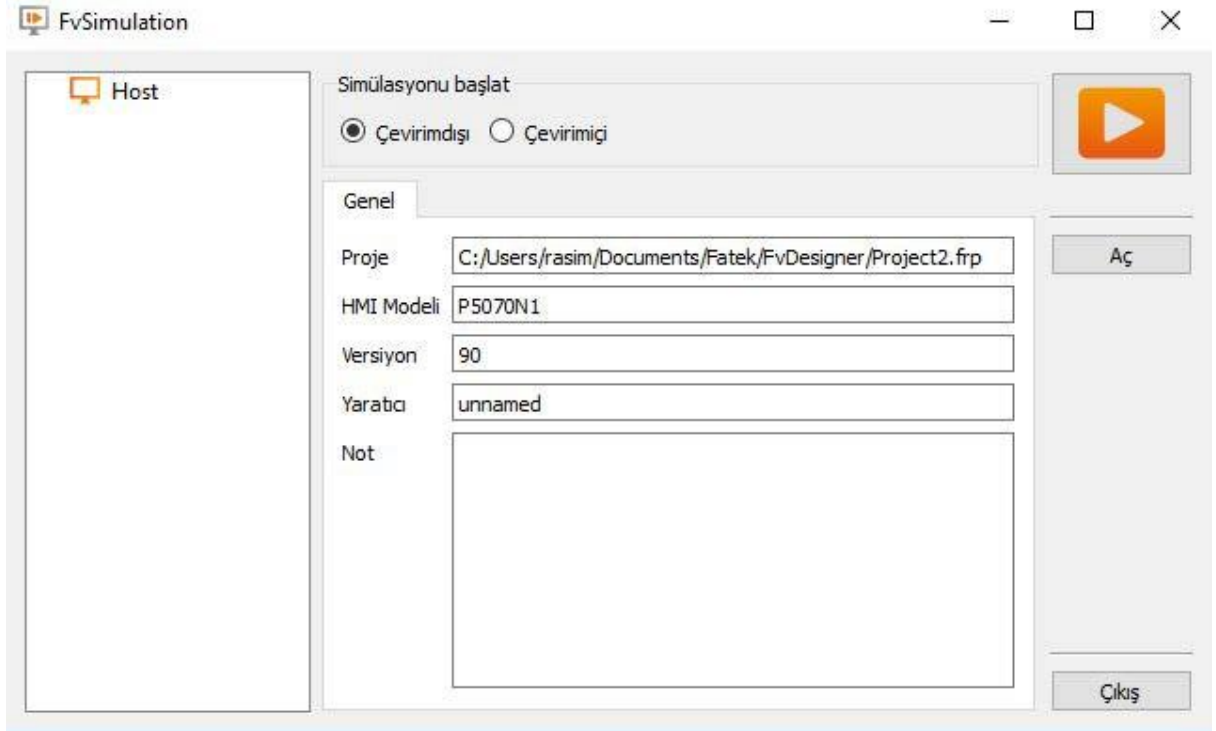 FvSimulation
Host
Simülasyonu başlat
Çevirimdışı Çevirimiçi
Genel
Proje C:/Users/rasim/Documents/Fatek/FvDesigner/Project2.frp
HMI Modeli P5070N1
Versiyon 90
Yaratıcı unnamed
Not
Aç
Çıkış